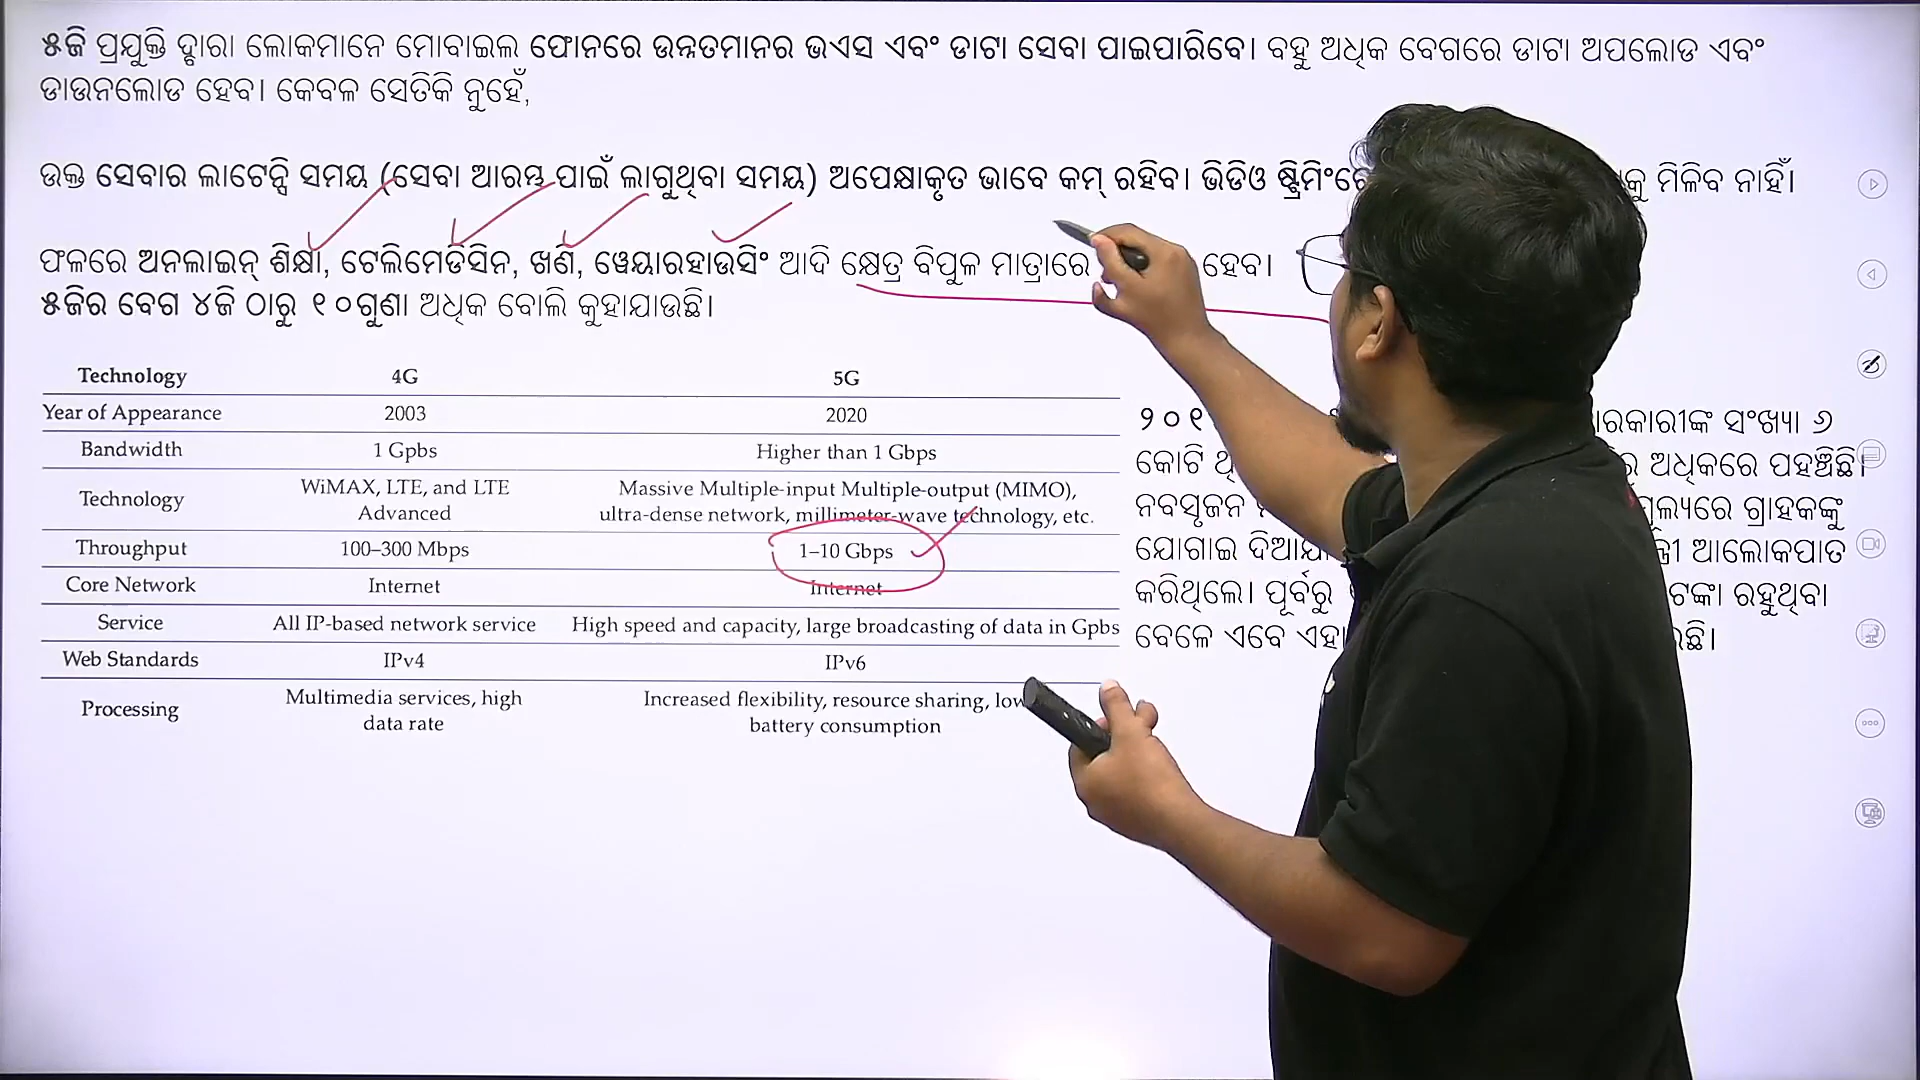 ୫ଜି ପ୍ରଯୁକ୍ତି ଦ୍ବାରା ଲୋକମାନେ ମୋବାଇଲ ଫୋନରେ ଉନ୍ନତମାନର ଭଏସ ଏବଂ ଡାଟା ସେବା ପାଇପାରିବେ। ବହୁ ଅଧିକ ବେଗରେ ଡାଟା ଅପଲୋଡ ଏବଂ
ଡାଉନଲୋଡ ହେବ। କେବଳ ସେତିକି ନୁହେଁ,
ଉକ୍ତ ସେବାର ଲାଟେନ୍ସି ସମୟ (ସେବା ଆରମ୍ଭ ପାଇଁ ଲାଗୁଥିବା ସମୟ) ଅପେକ୍ଷାକୃତ ଭାବେ କମ୍ ରହିବ। ଭିଡିଓ ଷ୍ଟ୍ରିମିଂରେ ମିଳିବ ନାହିଁ।
ଫଳରେ ଅନଲାଇନ୍ ଶିକ୍ଷା, ଟେଲିମେଡିସିନ, ଖଣି, ୱେୟାରହାଉସିଂ ଆଦି କ୍ଷେତ୍ର ବିପୁଳ ମାତ୍ରାରେ ହେବ।
୫ଜିର ବେଗ ୪ଜି ଠାରୁ ୧୦ଗୁଣା ଅଧିକ ବୋଲି କୁହାଯାଉଛି।
Technology 4G 5G
Year of Appearance 2003 2020
Bandwidth 1 Gpbs Higher than 1 Gbps
Technology WiMAX, LTE, and LTE Advanced Massive Multiple-input Multiple-output (MIMO), ultra-dense network, millimeter-wave technology, etc.
Throughput 100–300 Mbps 1–10 Gbps
Core Network Internet Internet
Service All IP-based network service High speed and capacity, large broadcasting of data in Gpbs
Web Standards IPv4 IPv6
Processing Multimedia services, high data rate Increased flexibility, resource sharing, low battery consumption
ସଂଖ୍ୟା ୬
କୋଟି ଅଧିକରେ ପହଞ୍ଚିଛି।
ନବସୃଜନ ଗ୍ରାହକଙ୍କୁ
ଯୋଗାଇ ଆଲୋକପାତ
କରିଥିଲେ। ପୂର୍ବରୁ ଟଙ୍କା ରହୁଥିବା
ବେଳେ ଏବେ